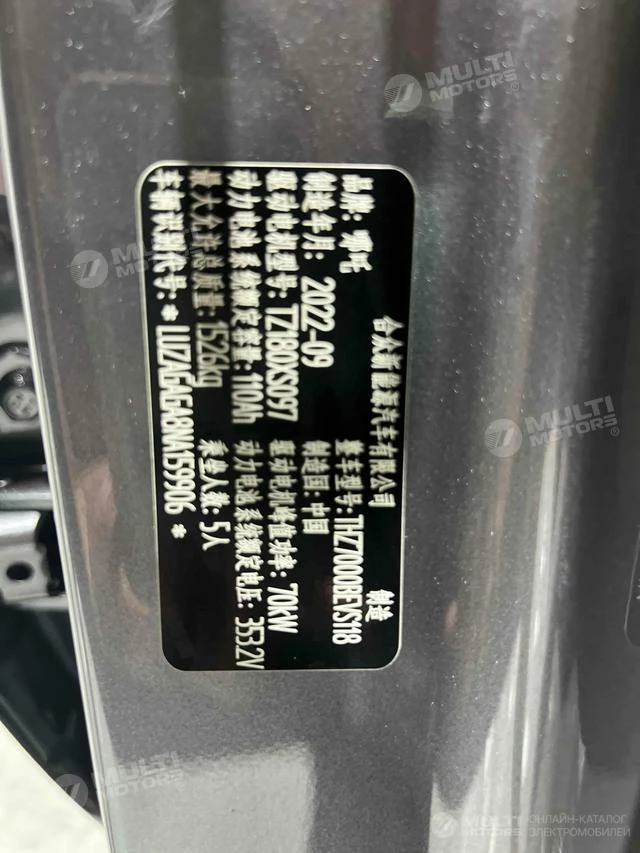 合众新能源汽车有限公司 制造
品牌: 哪吒 整车型号: THZ7000BEVS118
制造年月: 2022-09 制造国: 中国
驱动电机型号: TZ180XS097 驱动电机峰值功率: 70kW
动力电池系统额定容量: 110Ah 动力电池系统额定电压: 353.2V
最大允许总质量: 1526kg 乘坐人数: 5人
车辆识别代号: *LUZAGAGA8NA159906*
MULTI
MOTORS
MULTI
MOTORS
MULTI
MOTORS
MULTI
MOTORS
MULTI
MOTORS
ОНЛАЙН-КАТАЛОГ
ЭЛЕКТРОМОБИЛЕЙ